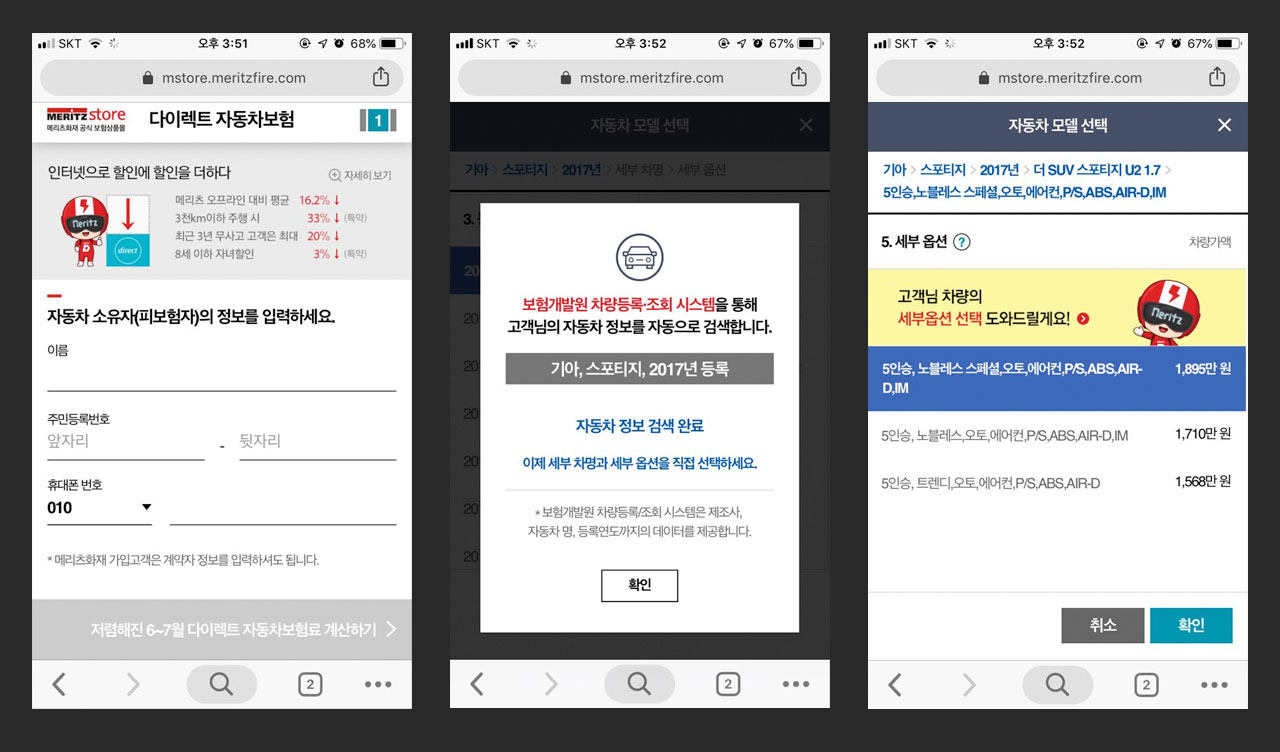 SKT 오후 3:51 68%
mstore.meritzfire.com
MERITZ store
메리츠화재 공식 보험상품몰
다이렉트 자동차보험
1
인터넷으로 할인에 할인을 더하다
자세히 보기
Meritz
D
direct
메리츠 오프라인 대비 평균 16.2% ↓
3천km이하 주행 시 33% ↓ (특약)
최근 3년 무사고 고객은 최대 20% ↓
8세 이하 자녀할인 3% ↓ (특약)
자동차 소유자(피보험자)의 정보를 입력하세요.
이름
주민등록번호
앞자리 - 뒷자리
휴대폰 번호
010
* 메리츠화재 가입고객은 계약자 정보를 입력하셔도 됩니다.
저렴해진 6~7월 다이렉트 자동차보험료 계산하기 >
2
SKT 오후 3:52 67%
mstore.meritzfire.com
자동차 모델 선택
기아 > 스포티지 > 2017년 > 세부 차명 > 세부 옵션
3.
20
20
20
20
20
20
20
보험개발원 차량등록·조회 시스템을 통해
고객님의 자동차 정보를 자동으로 검색합니다.
기아, 스포티지, 2017년 등록
자동차 정보 검색 완료
이제 세부 차명과 세부 옵션을 직접 선택하세요.
* 보험개발원 차량등록/조회 시스템은 제조사,
자동차 명, 등록연도까지의 데이터를 제공합니다.
확인
2
SKT 오후 3:52 67%
mstore.meritzfire.com
자동차 모델 선택
기아 > 스포티지 > 2017년 > 더 SUV 스포티지 U2 1.7 >
5인승,노블레스 스페셜,오토,에어컨,P/S,ABS,AIR-D,IM
5. 세부 옵션 ?
차량가액
고객님 차량의
세부옵션 선택 도와드릴게요!
Meritz
5인승, 노블레스 스페셜,오토,에어컨,P/S,ABS,AIR-
D,IM
1,895만 원
5인승, 노블레스,오토,에어컨,P/S,ABS,AIR-D,IM 1,710만 원
5인승, 트렌디,오토,에어컨,P/S,ABS,AIR-D 1,568만 원
취소
확인
2